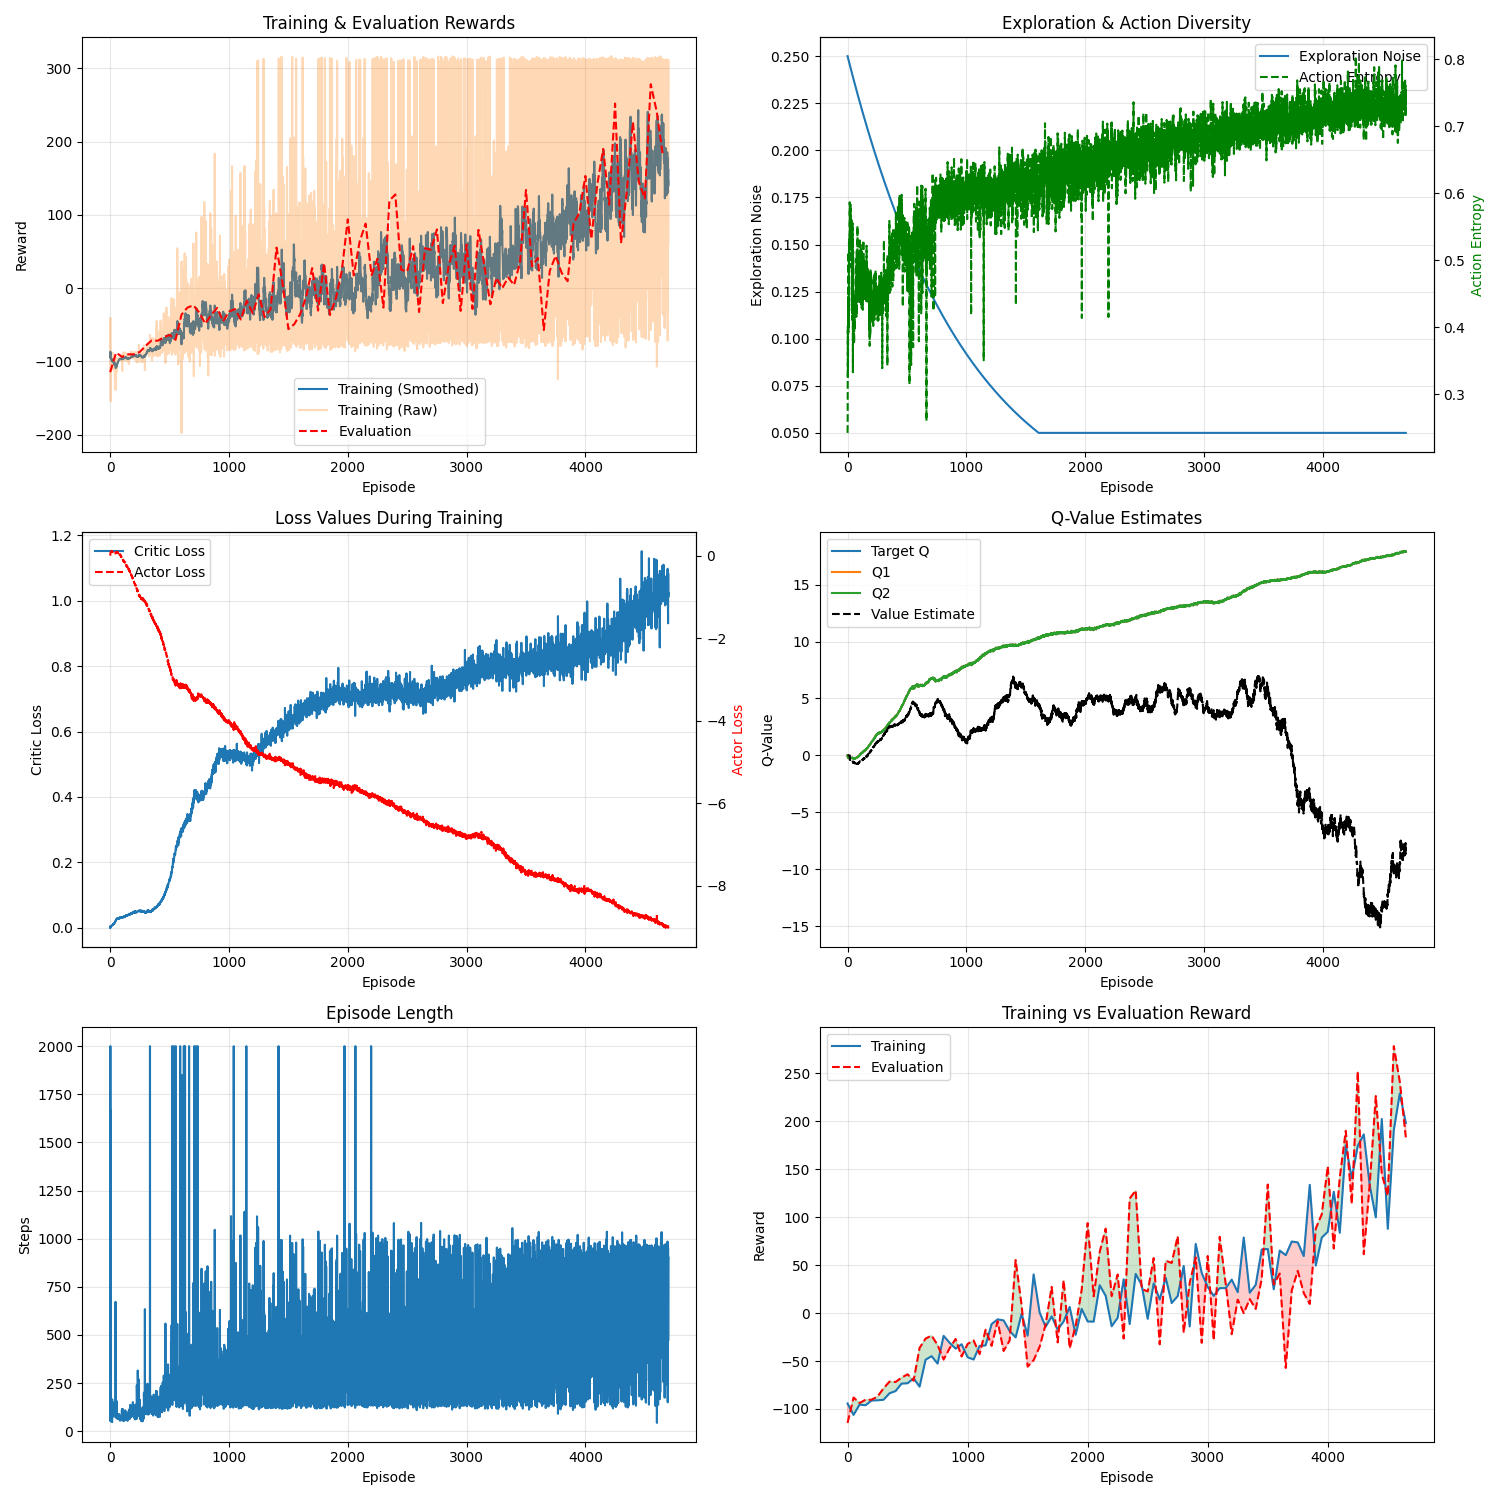 Training & Evaluation Rewards
300
200
100
0
−100
−200
Reward
Training (Smoothed)
Training (Raw)
Evaluation
0 1000 2000 3000 4000
Episode
Exploration & Action Diversity
0.250
0.225
0.200
0.175
0.150
0.125
0.100
0.075
0.050
Exploration Noise
Exploration Noise
Action Entropy
0.8
0.7
0.6
0.5
0.4
0.3
Action Entropy
0 1000 2000 3000 4000
Episode
Loss Values During Training
1.2
1.0
0.8
0.6
0.4
0.2
0.0
Critic Loss
Critic Loss
Actor Loss
0
−2
−4
−6
−8
Actor Loss
0 1000 2000 3000 4000
Episode
Q-Value Estimates
15
10
5
0
−5
−10
−15
Q-Value
Target Q
Q1
Q2
Value Estimate
0 1000 2000 3000 4000
Episode
Episode Length
2000
1750
1500
1250
1000
750
500
250
0
Steps
0 1000 2000 3000 4000
Episode
Training vs Evaluation Reward
250
200
150
100
50
0
−50
−100
Reward
Training
Evaluation
0 1000 2000 3000 4000
Episode